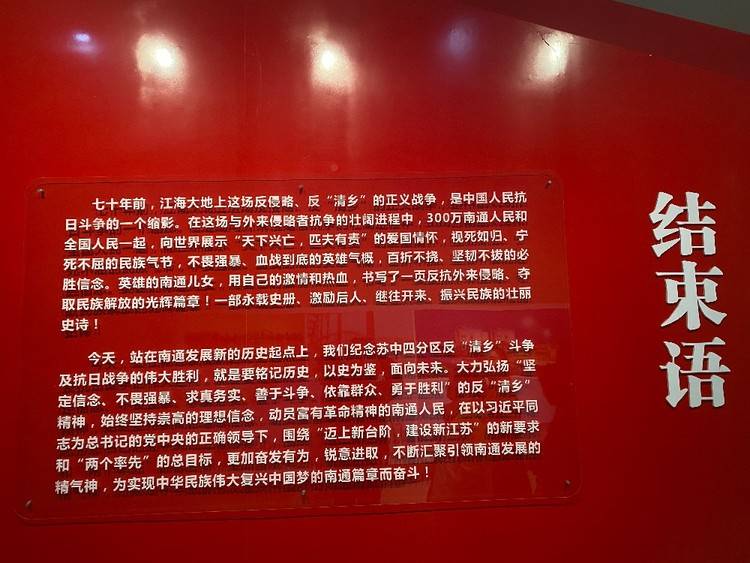 结束语
七十年前，江海大地上这场反侵略、反“清乡”的正义战争，是中国人民抗
日斗争的一个缩影。在这场与外来侵略者抗争的壮阔进程中，300万南通人民和
全国人民一起，向世界展示“天下兴亡，匹夫有责”的爱国情怀，视死如归、宁
死不屈的民族气节，不畏强暴、血战到底的英雄气概，百折不挠、坚韧不拔的必
胜信念。英雄的南通儿女，用自己的激情和热血，书写了一页反抗外来侵略、夺
取民族解放的光辉篇章！一部永载史册、激励后人、继往开来、振兴民族的壮丽
史诗！
今天，站在南通发展新的历史起点上，我们纪念苏中四分区反“清乡”斗争
及抗日战争的伟大胜利，就是要铭记历史，以史为鉴，面向未来。大力弘扬“坚
定信念、不畏强暴、求真务实、善于斗争、依靠群众、勇于胜利”的反“清乡”
精神，始终坚持崇高的理想信念，动员富有革命精神的南通人民，在以习近平同
志为总书记的党中央的正确领导下，围绕“迈上新台阶，建设新江苏”的新要求
和“两个率先”的总目标，更加奋发有为，锐意进取，不断汇聚引领南通发展的
精气神，为实现中华民族伟大复兴中国梦的南通篇章而奋斗！